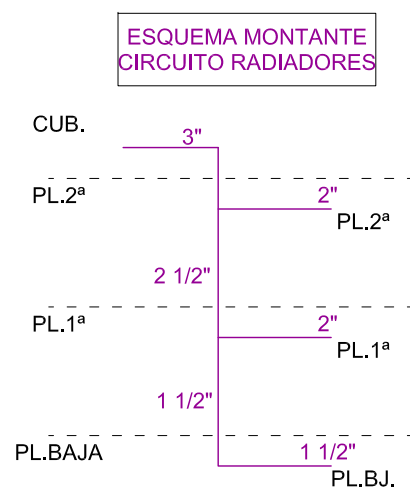 ESQUEMA MONTANTE
CIRCUITO RADIADORES
CUB.
3"
PL.2ª
2"
PL.2ª
2 1/2"
PL.1ª
2"
PL.1ª
1 1/2"
PL.BAJA
1 1/2"
PL.BJ.